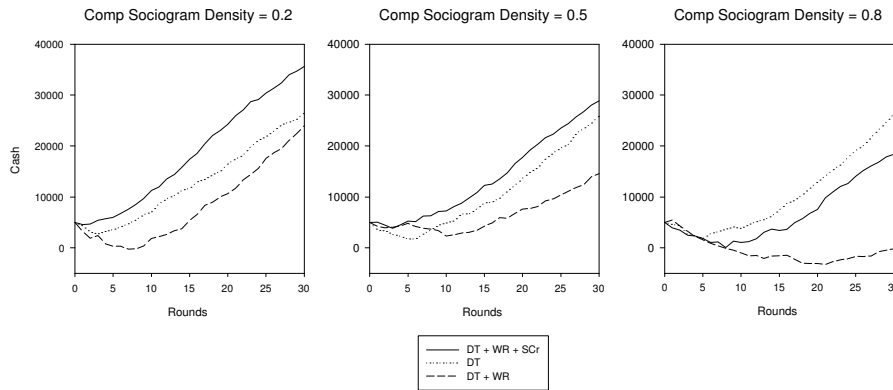 Comp Sociogram Density = 0.2
Comp Sociogram Density = 0.5
Comp Sociogram Density = 0.8
40000
30000
20000
10000
0
Cash
0 5 10 15 20 25 30
Rounds
40000
30000
20000
10000
0
0 5 10 15 20 25 30
Rounds
40000
30000
20000
10000
0
0 5 10 15 20 25 30
Rounds
DT + WR + SCr
DT
DT + WR